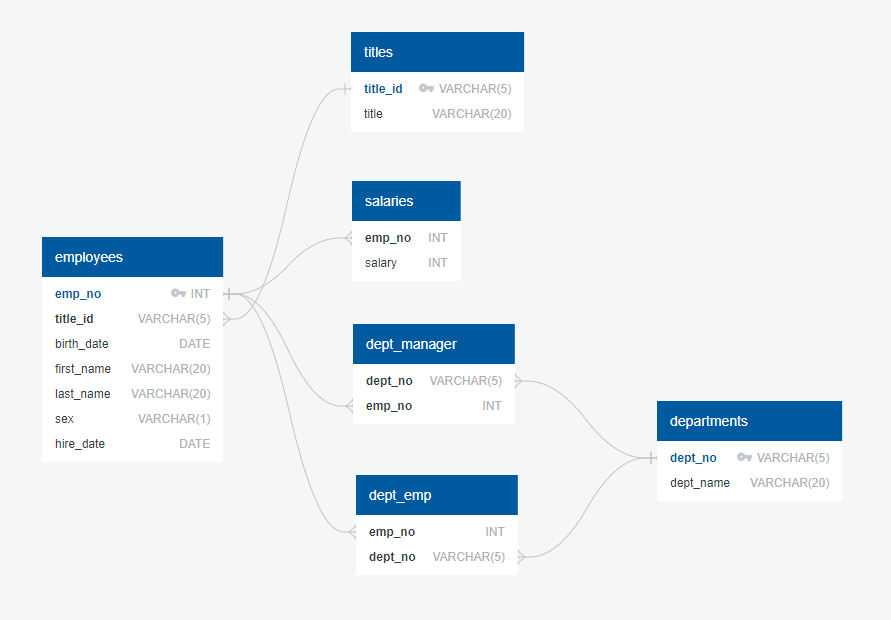 titles
title_id VARCHAR(5)
title VARCHAR(20)
salaries
emp_no INT
salary INT
employees
emp_no INT
title_id VARCHAR(5)
birth_date DATE
first_name VARCHAR(20)
last_name VARCHAR(20)
sex VARCHAR(1)
hire_date DATE
dept_manager
dept_no VARCHAR(5)
emp_no INT
departments
dept_no VARCHAR(5)
dept_name VARCHAR(20)
dept_emp
emp_no INT
dept_no VARCHAR(5)